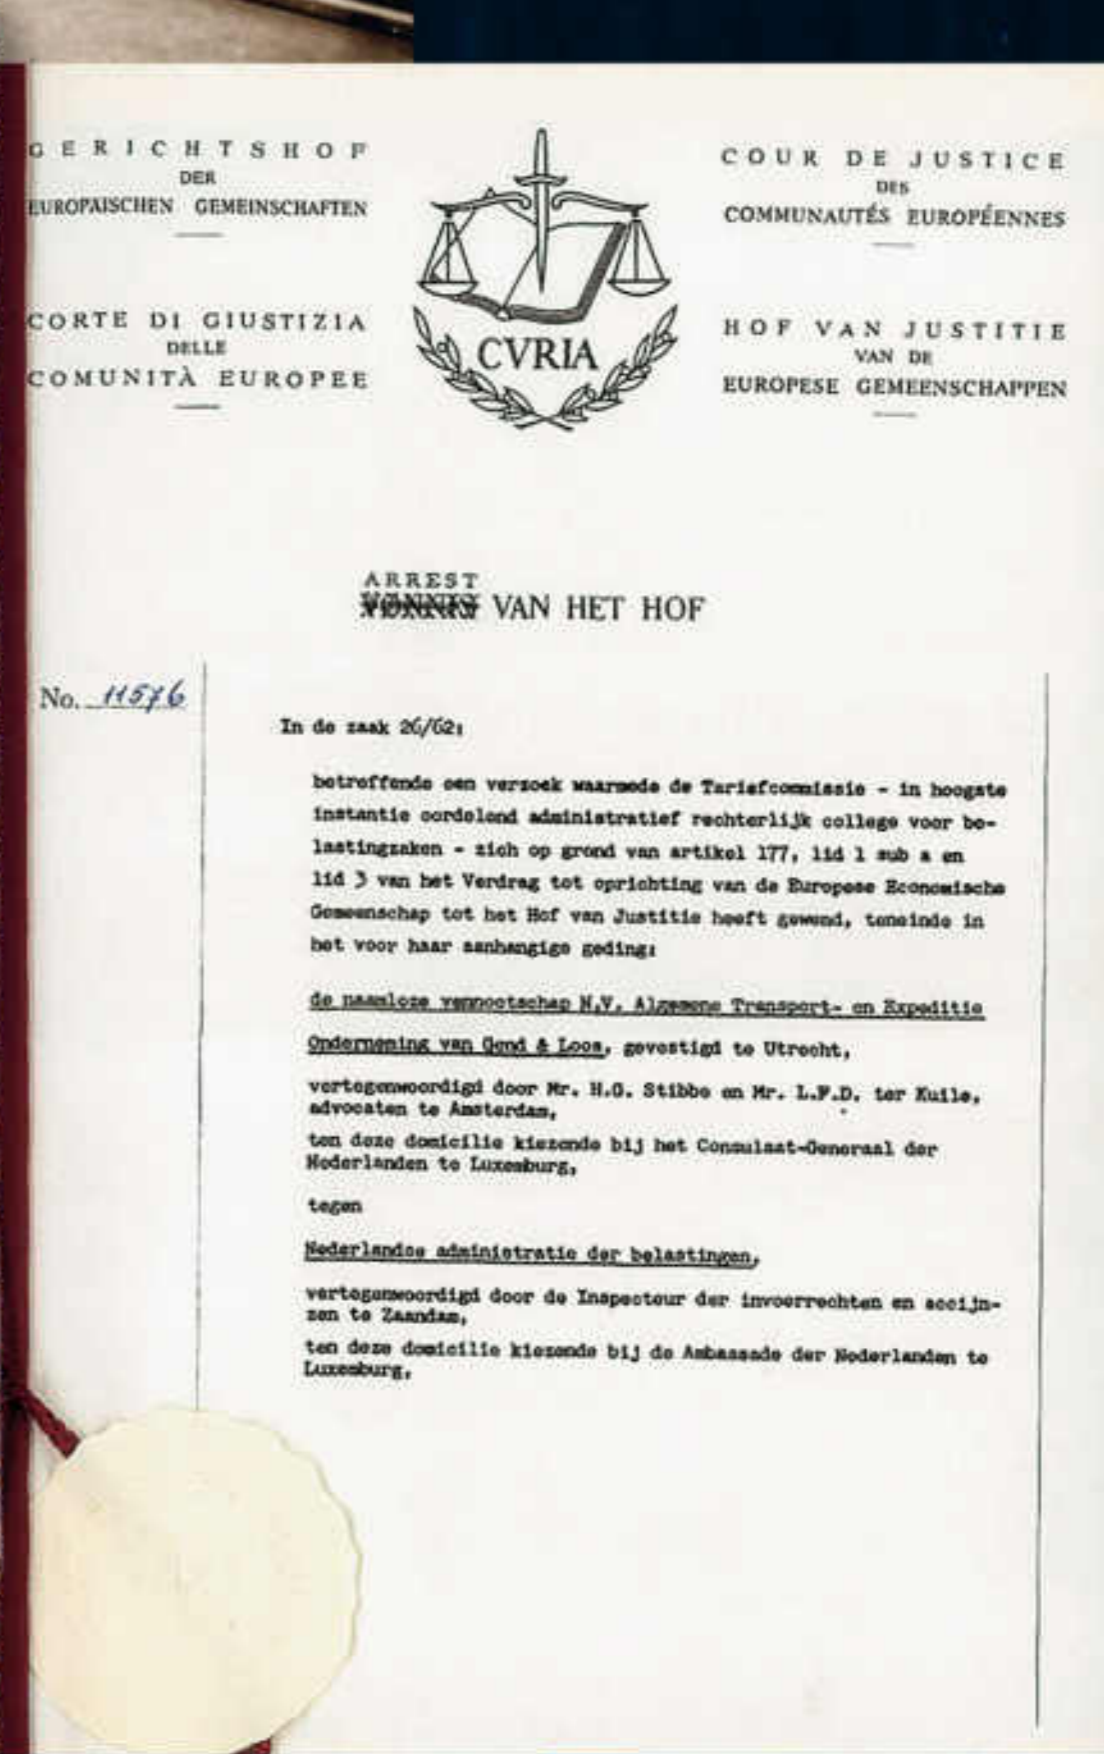 GERICHTSHOF
DER
EUROPÄISCHEN GEMEINSCHAFTEN
CORTE DI GIUSTIZIA
DELLE
COMUNITÀ EUROPEE
CVRIA
COUR DE JUSTICE
DES
COMMUNAUTÉS EUROPÉENNES
HOF VAN JUSTITIE
VAN DE
EUROPESE GEMEENSCHAPPEN
ARREST
VONNIS VAN HET HOF
No. 11576
In de zaak 26/62:
betreffende een verzoek waarmede de Tariefcommissie - in hoogste
instantie oordelend administratief rechterlijk college voor be-
lastingzaken - zich op grond van artikel 177, lid 1 sub a en
lid 3 van het Verdrag tot oprichting van de Europese Economische
Gemeenschap tot het Hof van Justitie heeft gewend, teneinde in
het voor haar aanhangige geding:
de naamloze vennootschap N.V. Algemene Transport- en Expeditie
Onderneming van Gend & Loos, gevestigd te Utrecht,
vertegenwoordigd door Mr. H.G. Stibbe en Mr. L.F.D. ter Kuile,
advocaten te Amsterdam,
ten deze domicilie kiezende bij het Consulaat-Generaal der
Nederlanden te Luxemburg,
tegen
Nederlandse administratie der belastingen,
vertegenwoordigd door de Inspecteur der invoerrechten en accijn-
zen te Zaandam,
ten deze domicilie kiezende bij de Ambassade der Nederlanden te
Luxemburg,